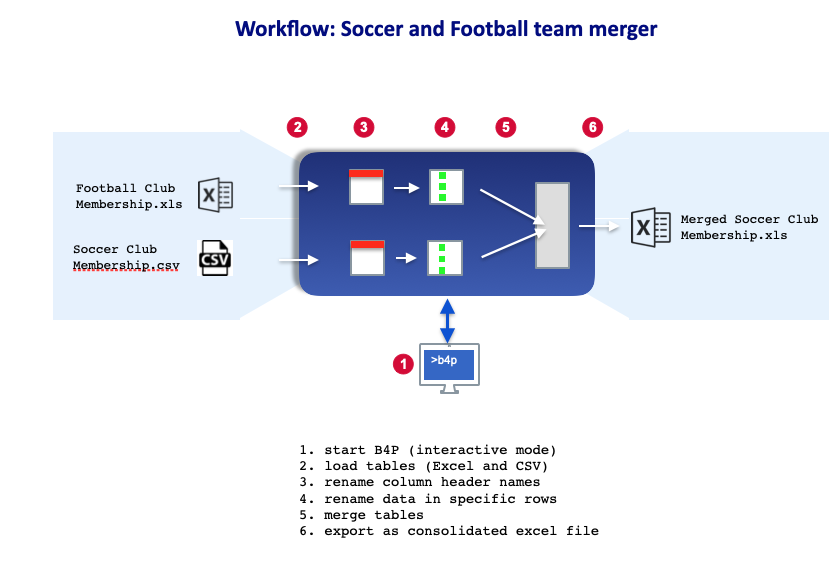 Workflow: Soccer and Football team merger
2 3 4 5 6
Football Club
Membership.xls
X
Soccer Club
Membership.csv
CSV
X
Merged Soccer Club
Membership.xls
1
>b4p
1. start B4P (interactive mode)
2. load tables (Excel and CSV)
3. rename column header names
4. rename data in specific rows
5. merge tables
6. export as consolidated excel file